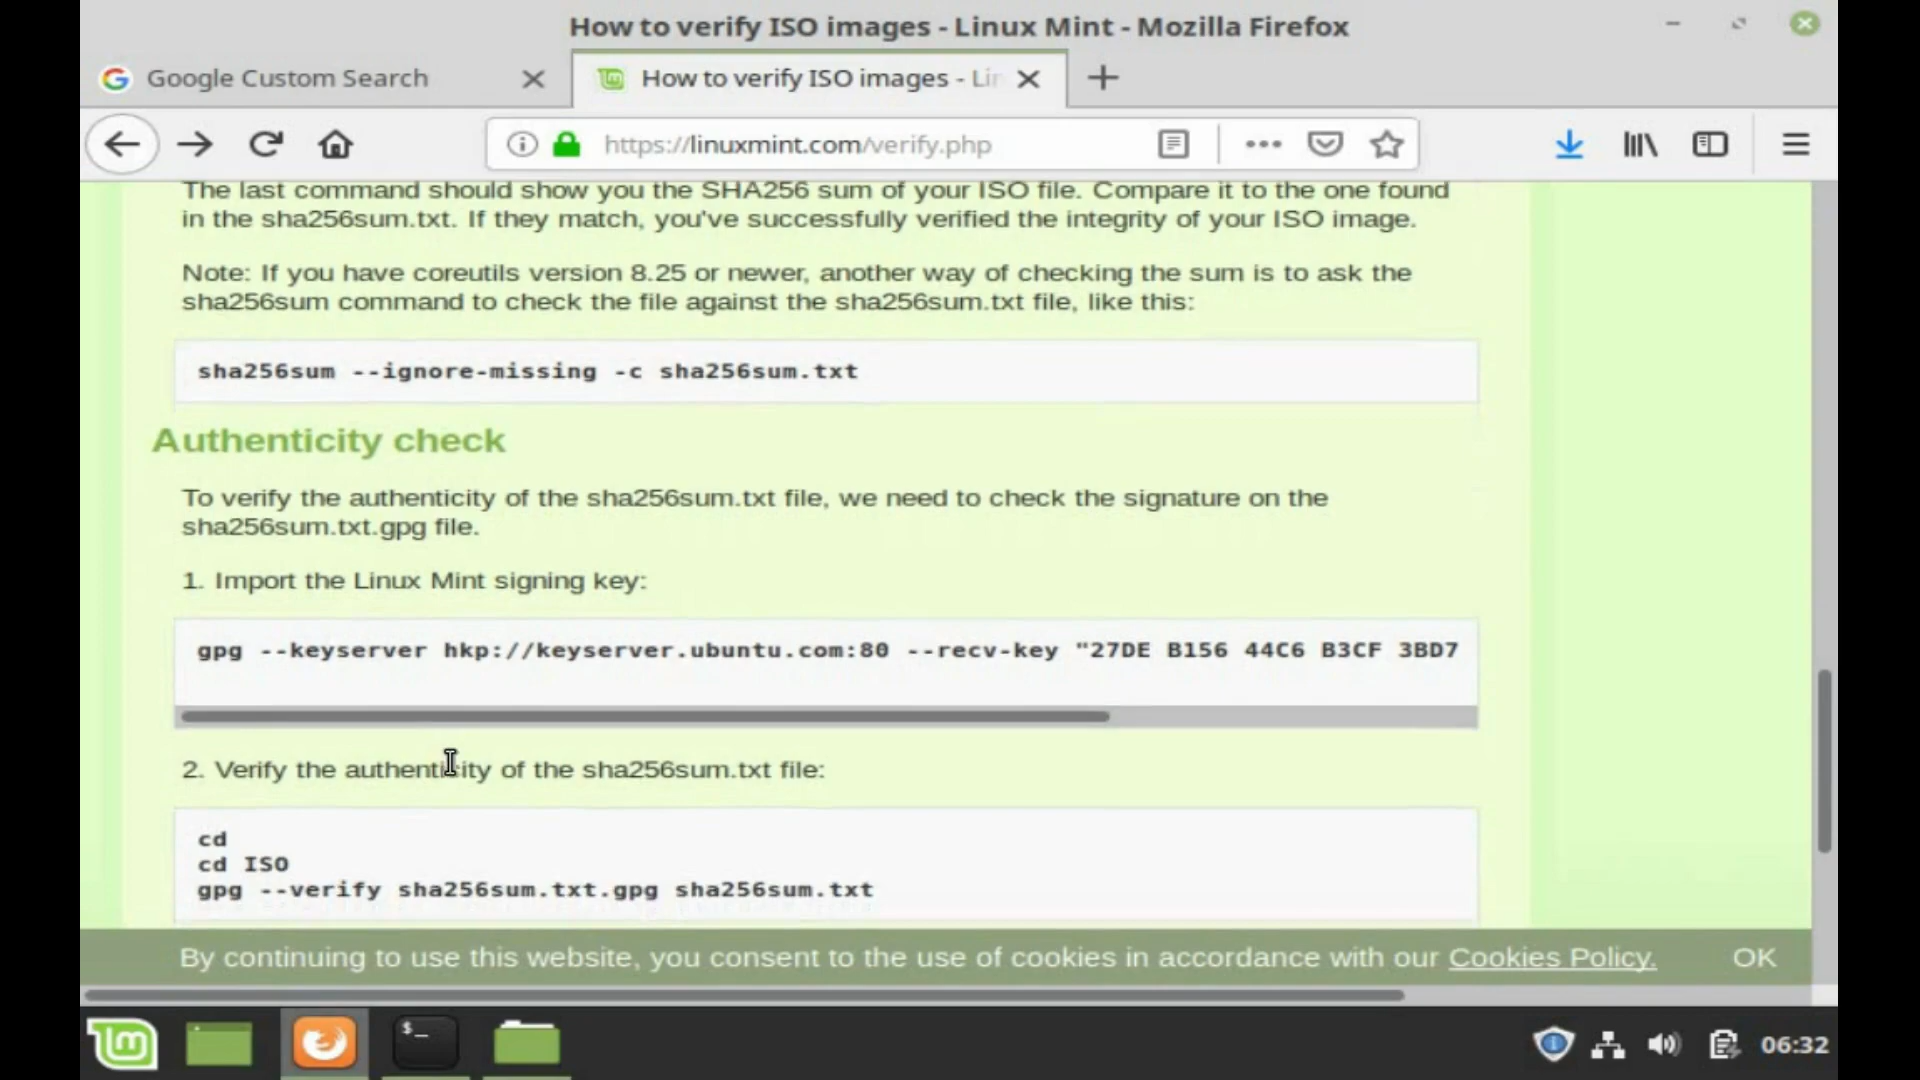 How to verify ISO images - Linux Mint - Mozilla Firefox
Google Custom Search
How to verify ISO images - Lin
https://linuxmint.com/verify.php
The last command should show you the SHA256 sum of your ISO file. Compare it to the one found
in the sha256sum.txt. If they match, you've successfully verified the integrity of your ISO image.
Note: If you have coreutils version 8.25 or newer, another way of checking the sum is to ask the
sha256sum command to check the file against the sha256sum.txt file, like this:
sha256sum --ignore-missing -c sha256sum.txt
Authenticity check
To verify the authenticity of the sha256sum.txt file, we need to check the signature on the
sha256sum.txt.gpg file.
1. Import the Linux Mint signing key:
gpg --keyserver hkp://keyserver.ubuntu.com:80 --recv-key "27DE B156 44C6 B3CF 3BD7
2. Verify the authenticity of the sha256sum.txt file:
cd
cd ISO
gpg --verify sha256sum.txt.gpg sha256sum.txt
By continuing to use this website, you consent to the use of cookies in accordance with our Cookies Policy.
OK
$_
06:32